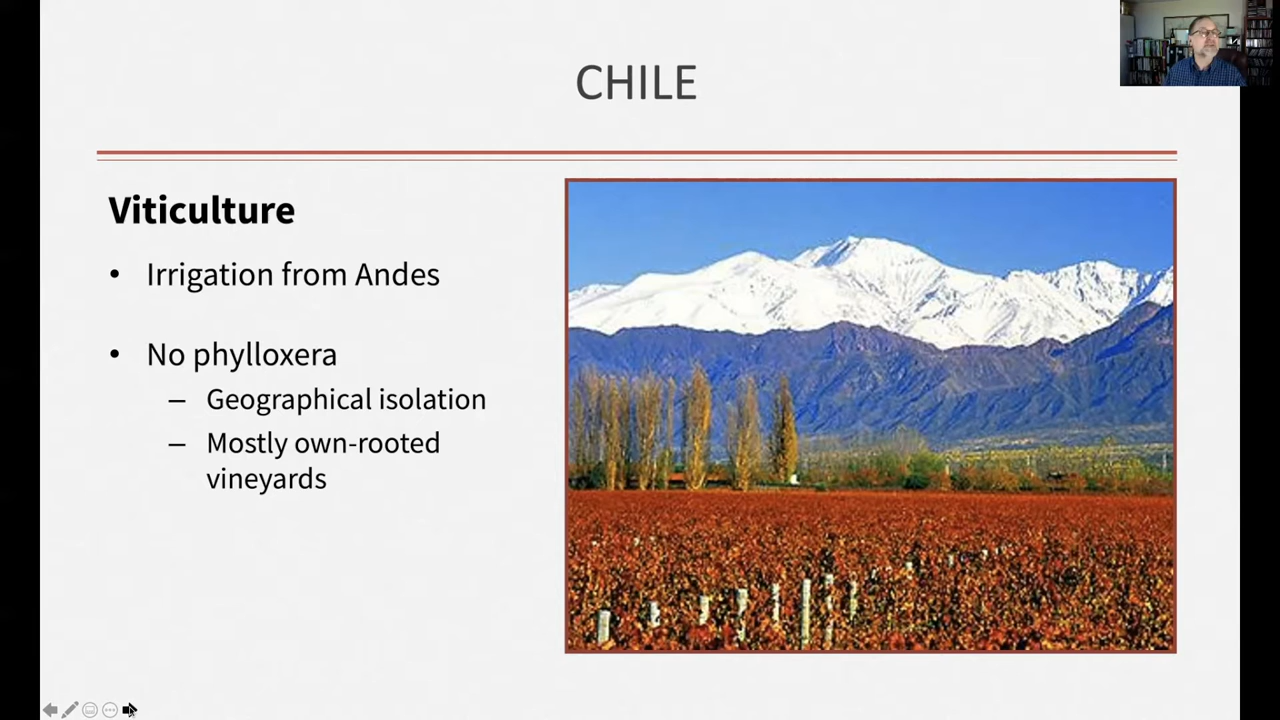 CHILE
Viticulture
• Irrigation from Andes
• No phylloxera
– Geographical isolation
– Mostly own-rooted
vineyards